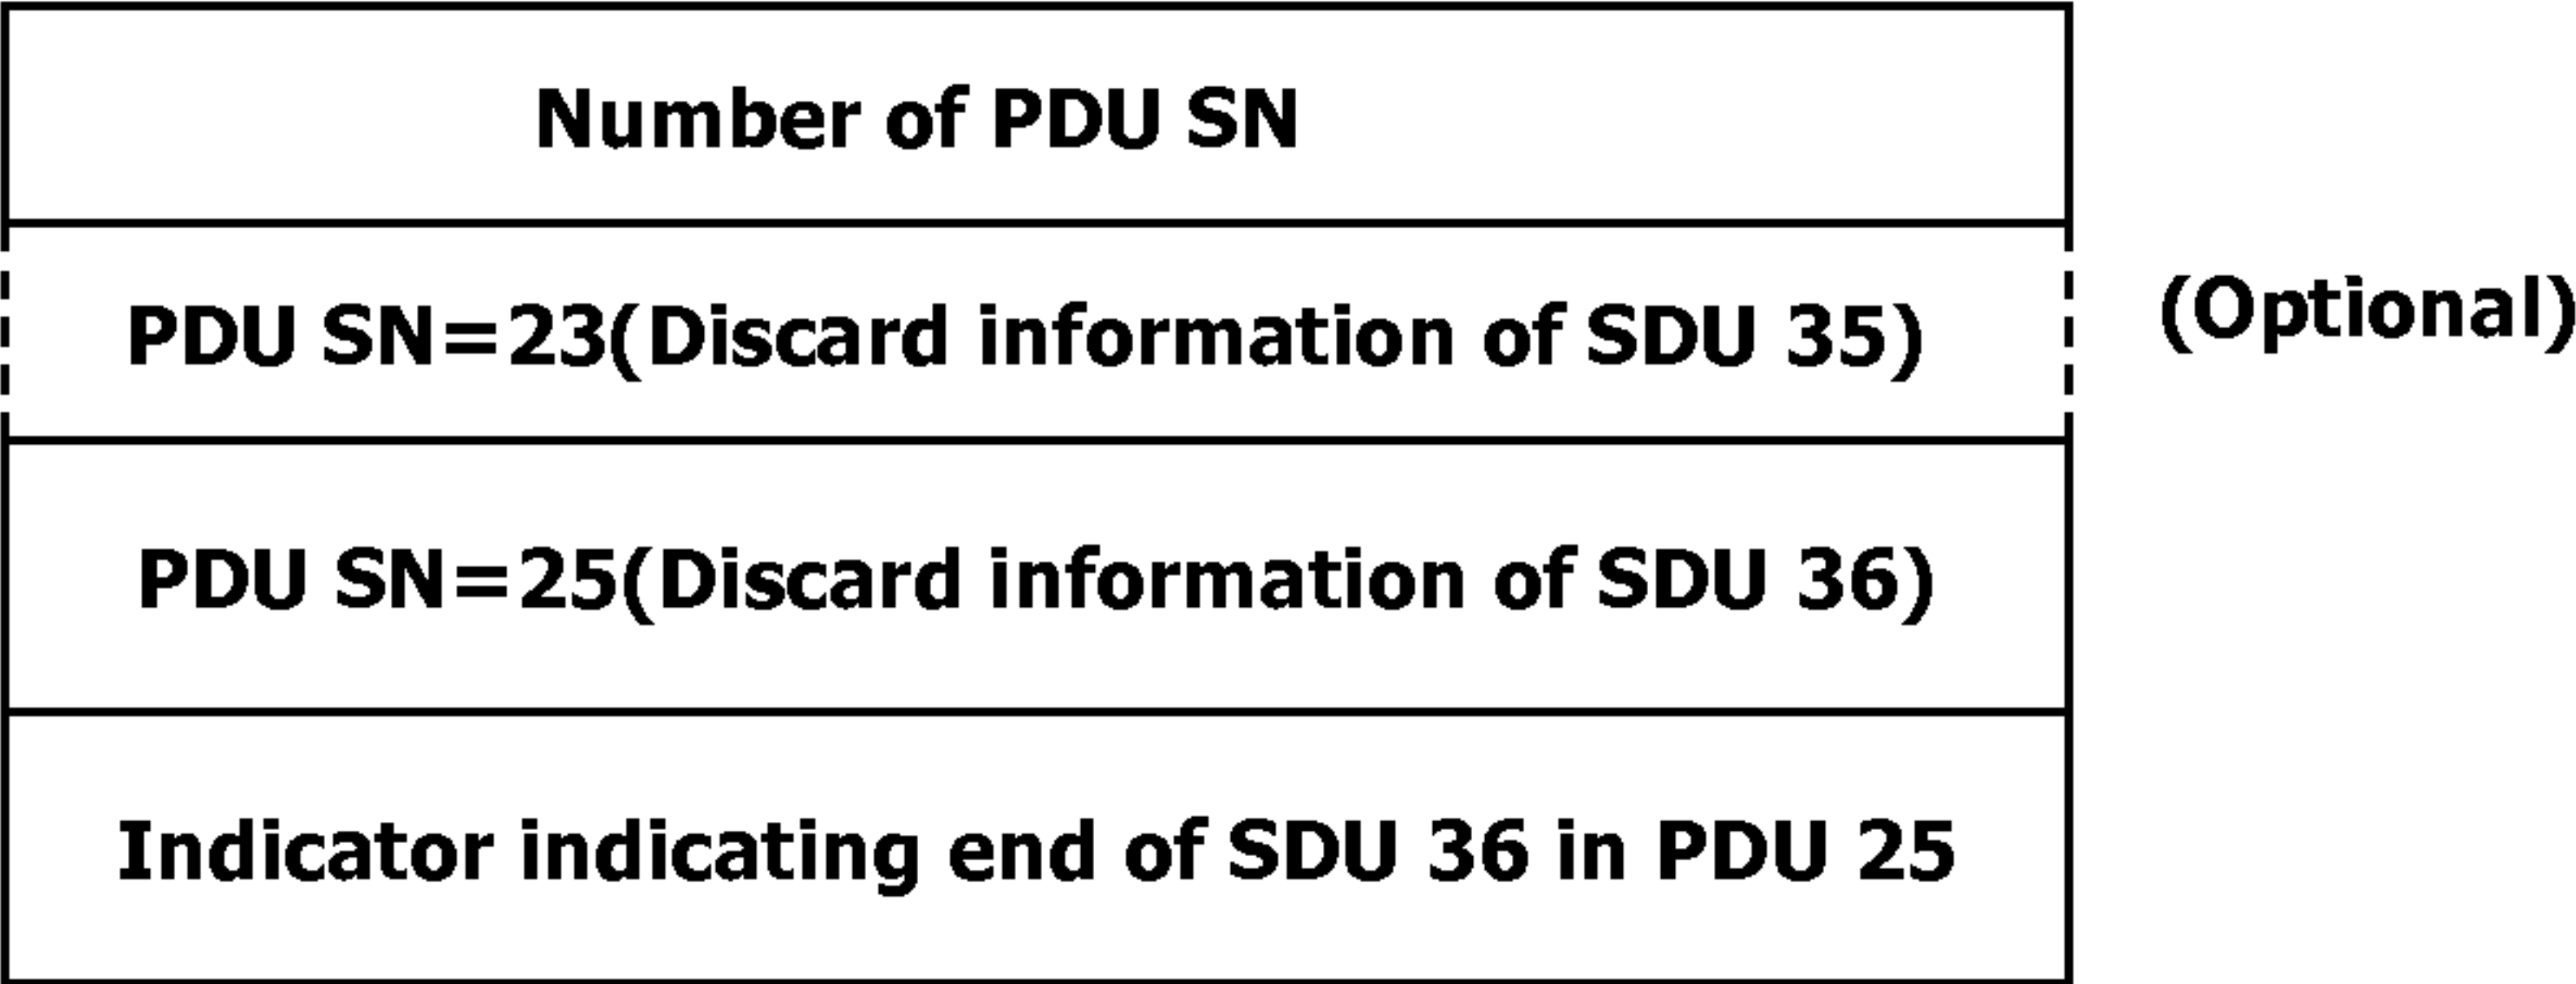 Number of PDU SN
PDU SN=23(Discard information of SDU 35)
(Optional)
PDU SN=25(Discard information of SDU 36)
Indicator indicating end of SDU 36 in PDU 25